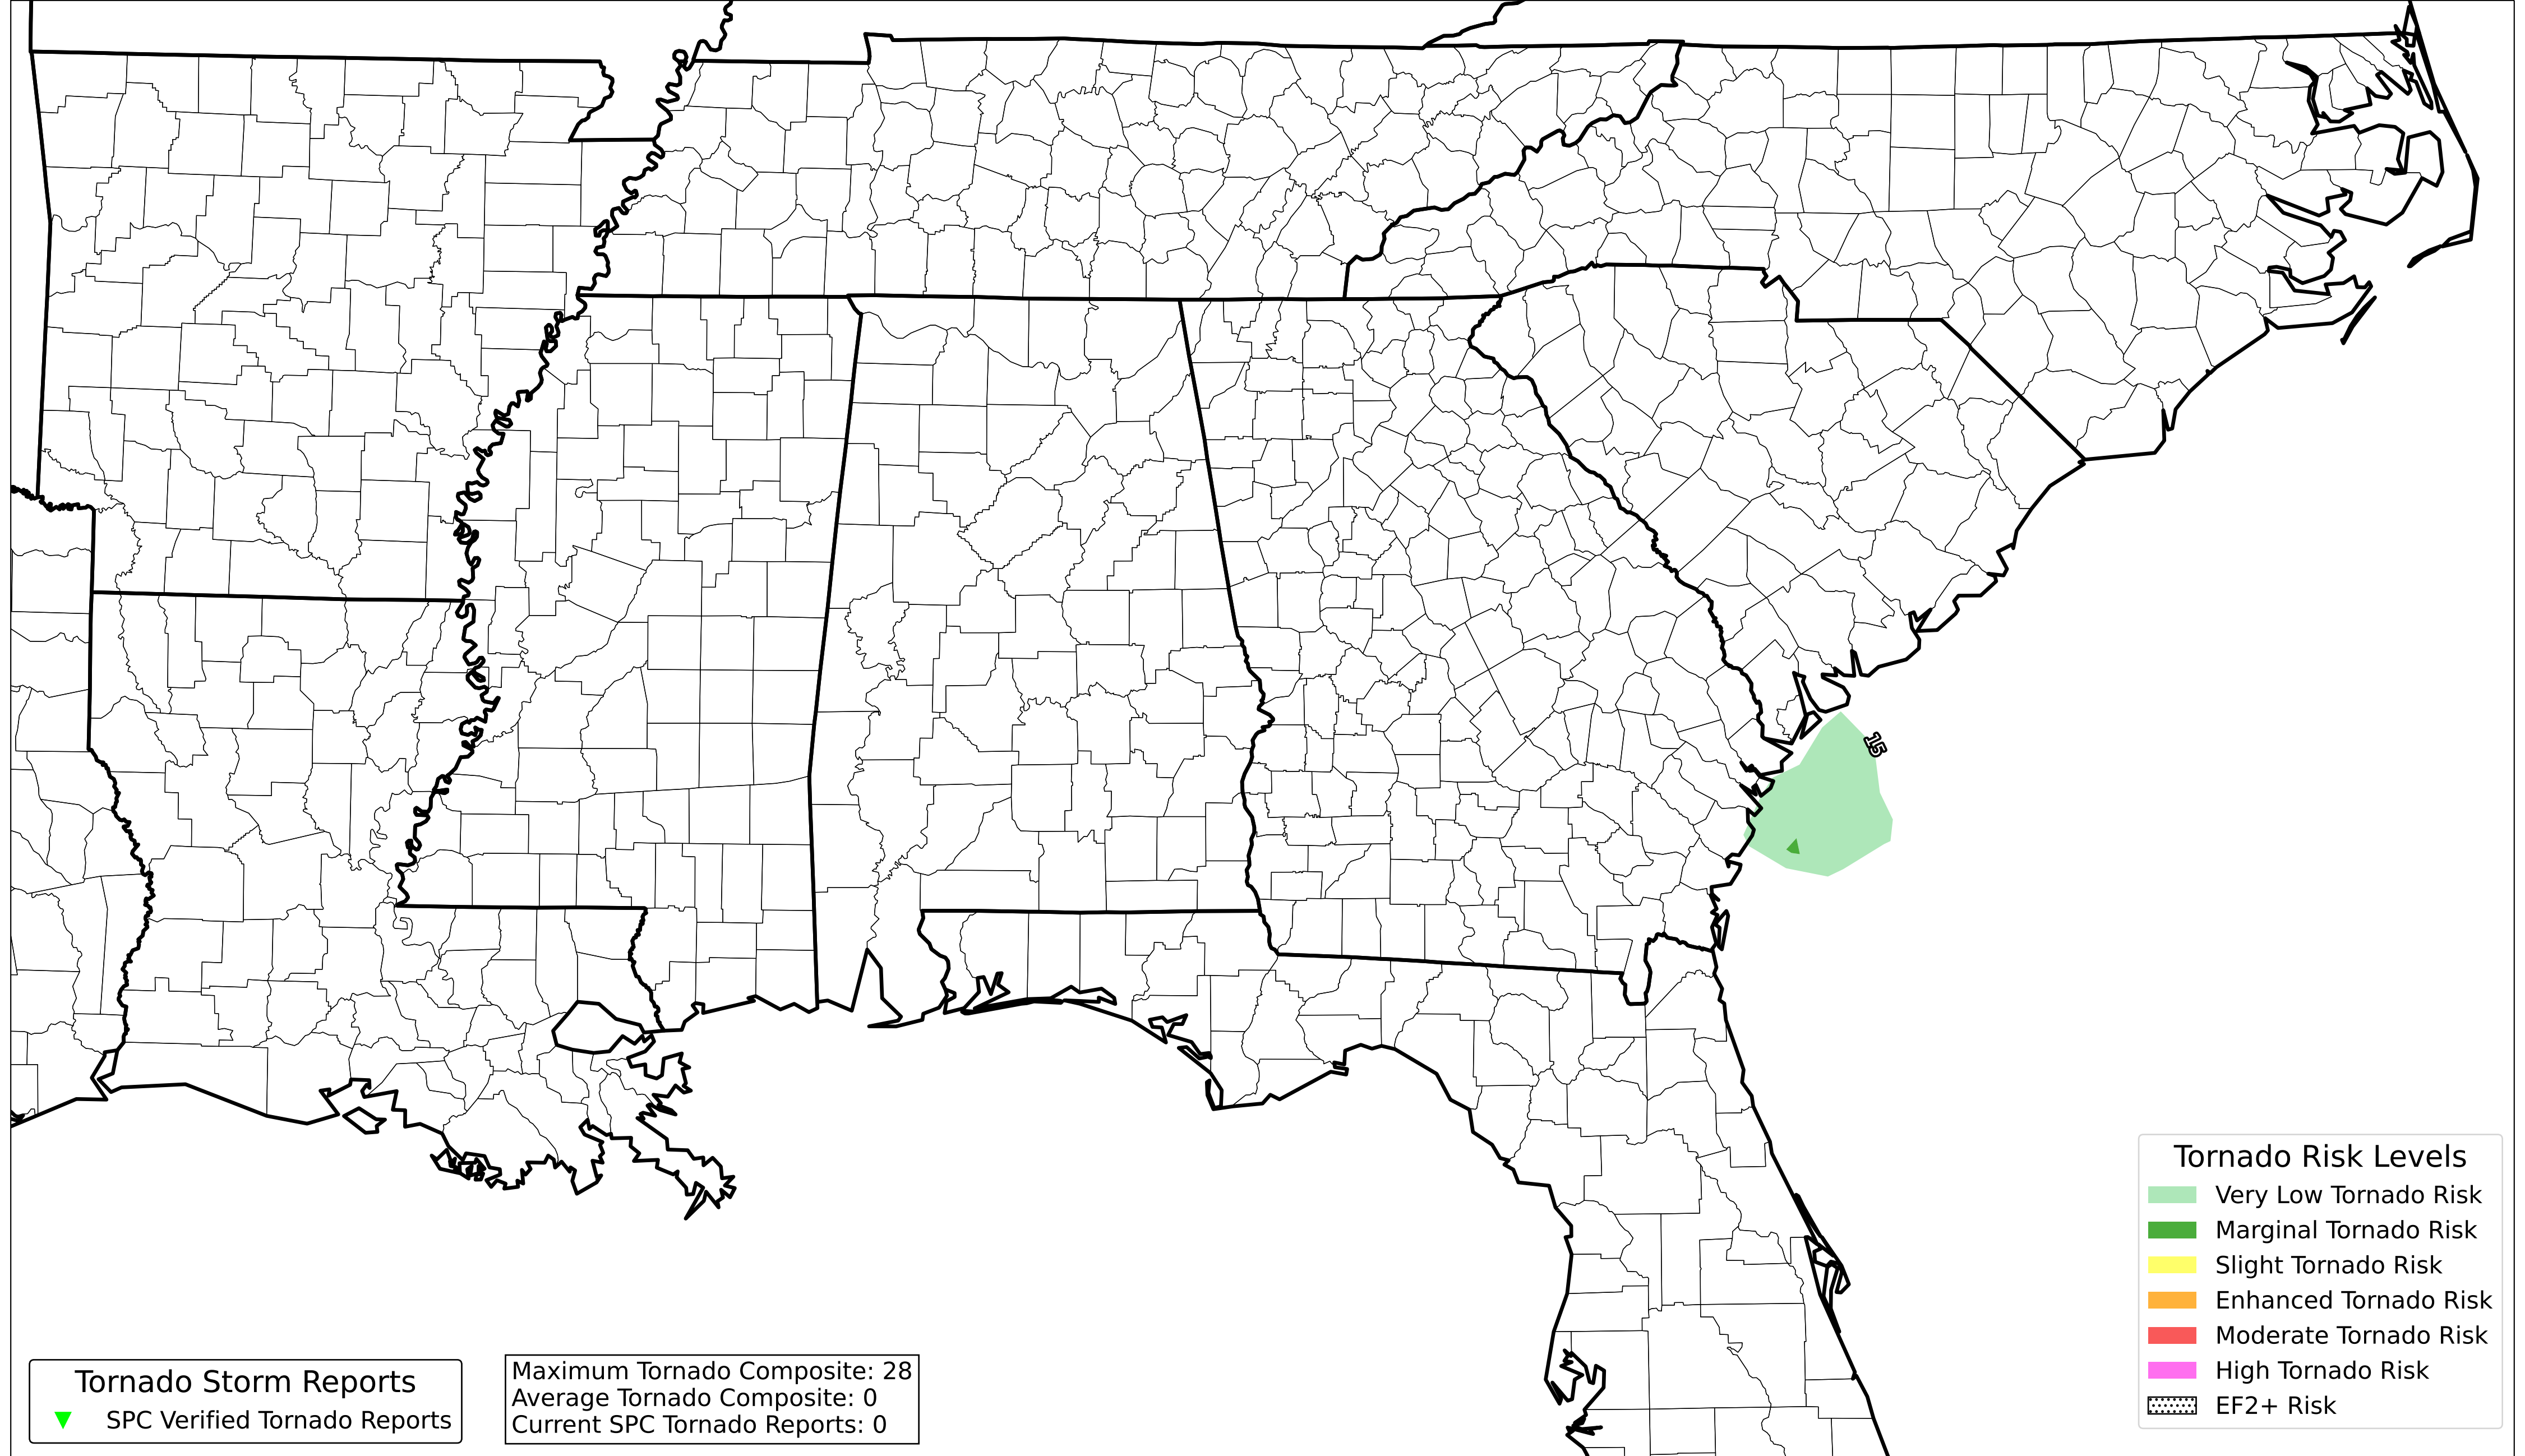 15
Tornado Risk Levels
Very Low Tornado Risk
Marginal Tornado Risk
Slight Tornado Risk
Enhanced Tornado Risk
Moderate Tornado Risk
High Tornado Risk
EF2+ Risk
Tornado Storm Reports
SPC Verified Tornado Reports
Maximum Tornado Composite: 28
Average Tornado Composite: 0
Current SPC Tornado Reports: 0